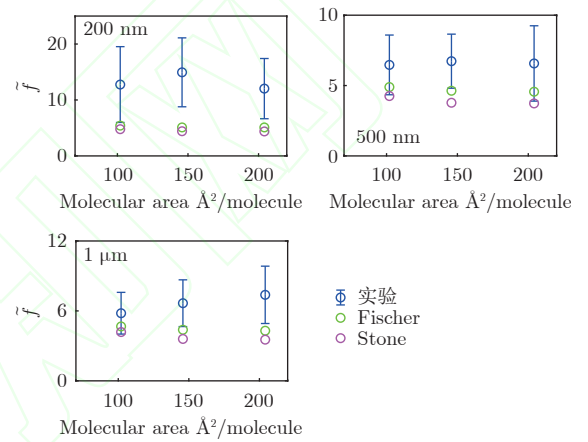 200 nm
20
10
0
f̃
100 150 200
Molecular area Å²/molecule
10
5
0
500 nm
100 150 200
Molecular area Å²/molecule
1 μm
12
6
0
f̃
100 150 200
Molecular area Å²/molecule
实验
Fischer
Stone